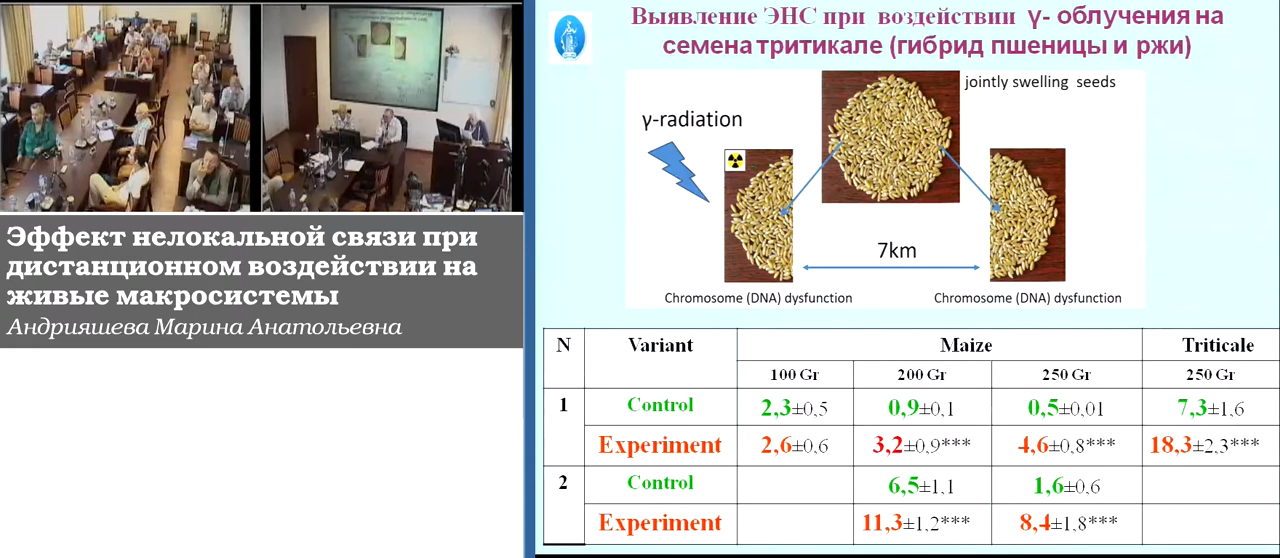 Эффект нелокальной связи при
дистанционном воздействии на
живые макросистемы
Андрияшева Марина Анатольевна
Выявление ЭНС при воздействии γ- облучения на
семена тритикале (гибрид пшеницы и ржи)
jointly swelling seeds
γ-radiation
7km
Chromosome (DNA) dysfunction
Chromosome (DNA) dysfunction
N Variant Maize Triticale
100 Gr 200 Gr 250 Gr 250 Gr
1 Control 2,3±0,5 0,9±0,1 0,5±0,01 7,3±1,6
Experiment 2,6±0,6 3,2±0,9*** 4,6±0,8*** 18,3±2,3***
2 Control 6,5±1,1 1,6±0,6
Experiment 11,3±1,2*** 8,4±1,8***